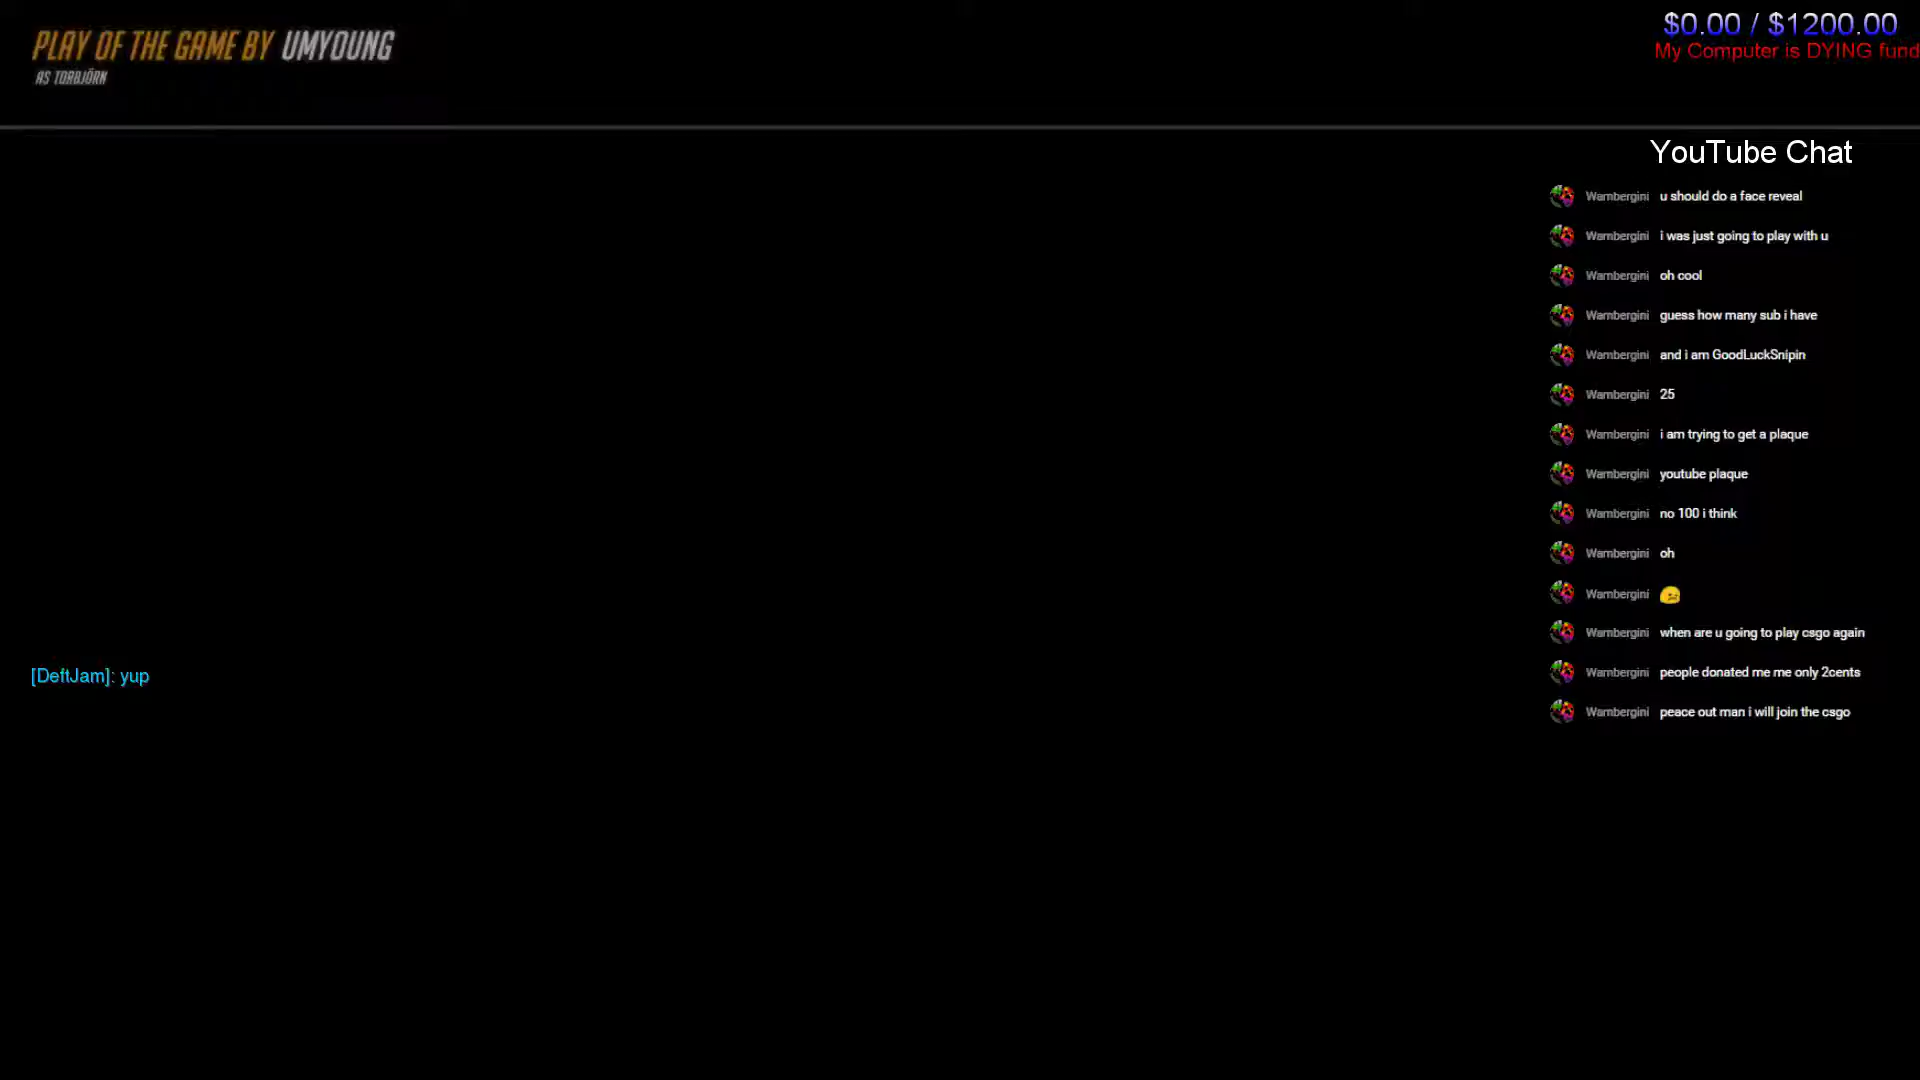 PLAY OF THE GAME BY UMYOUNG
AS TORBJÖRN
$0.00 / $1200.00
My Computer is DYING fund
YouTube Chat
Wambergini u should do a face reveal
Wambergini i was just going to play with u
Wambergini oh cool
Wambergini guess how many sub i have
Wambergini and i am GoodLuckSnipin
Wambergini 25
Wambergini i am trying to get a plaque
Wambergini youtube plaque
Wambergini no 100 i think
Wambergini oh
Wambergini
Wambergini when are u going to play csgo again
Wambergini people donated me me only 2cents
Wambergini peace out man i will join the csgo
[DeftJam]: yup